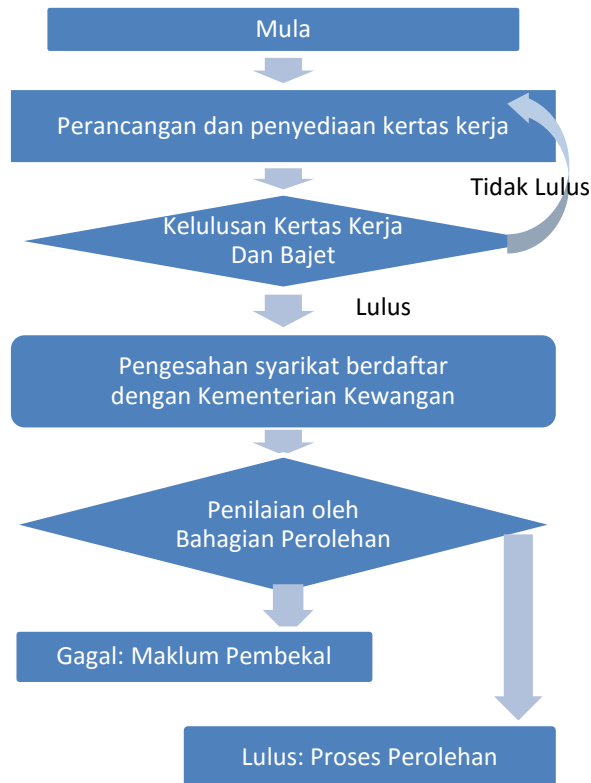 Mula
Perancangan dan penyediaan kertas kerja
Tidak Lulus
Kelulusan Kertas Kerja
Dan Bajet
Lulus
Pengesahan syarikat berdaftar
dengan Kementerian Kewangan
Penilaian oleh
Bahagian Perolehan
Gagal: Maklum Pembekal
Lulus: Proses Perolehan